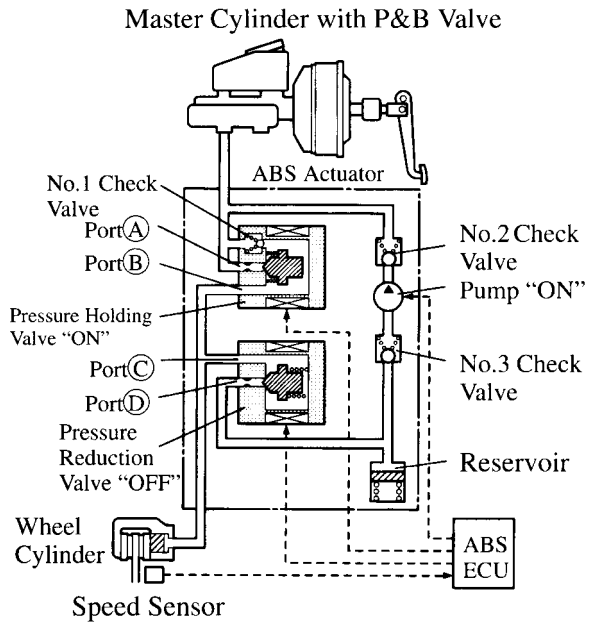 Master Cylinder with P&B Valve
ABS Actuator
No.1 Check
Valve
Port Ⓐ
Port Ⓑ
Pressure Holding
Valve “ON”
Port Ⓒ
Port Ⓓ
Pressure
Reduction
Valve “OFF”
No.2 Check
Valve
Pump “ON”
No.3 Check
Valve
Reservoir
Wheel
Cylinder
Speed Sensor
ABS
ECU